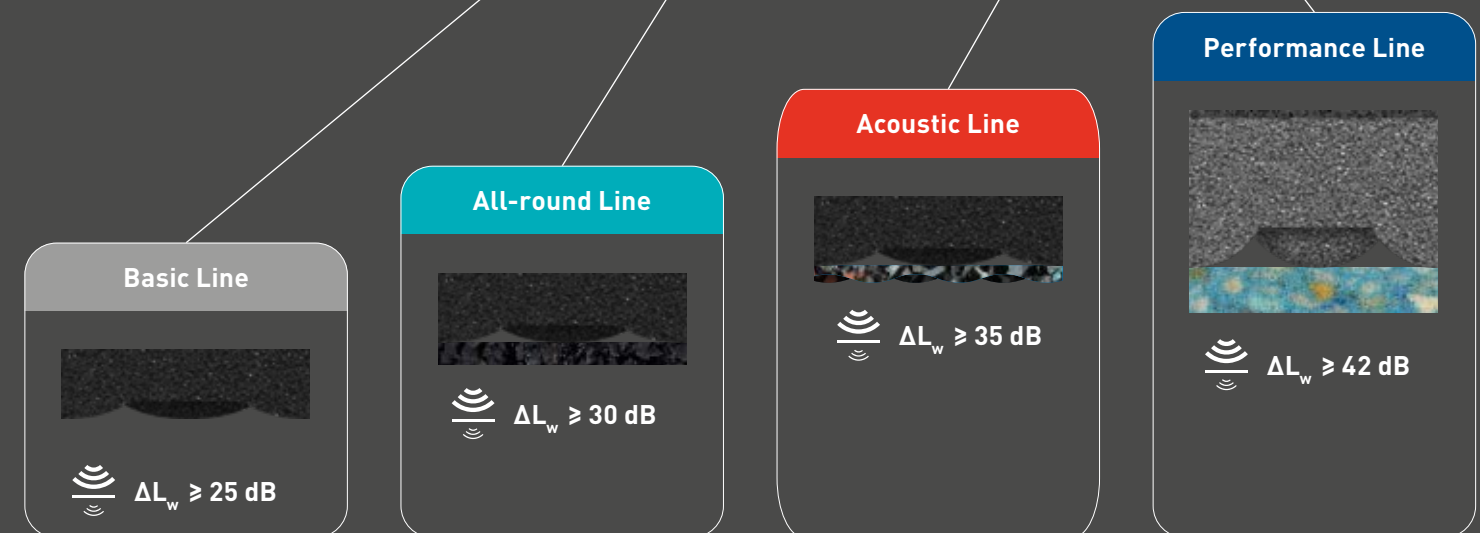 Basic Line
ΔLw ≥ 25 dB
All-round Line
ΔLw ≥ 30 dB
Acoustic Line
ΔLw ≥ 35 dB
Performance Line
ΔLw ≥ 42 dB